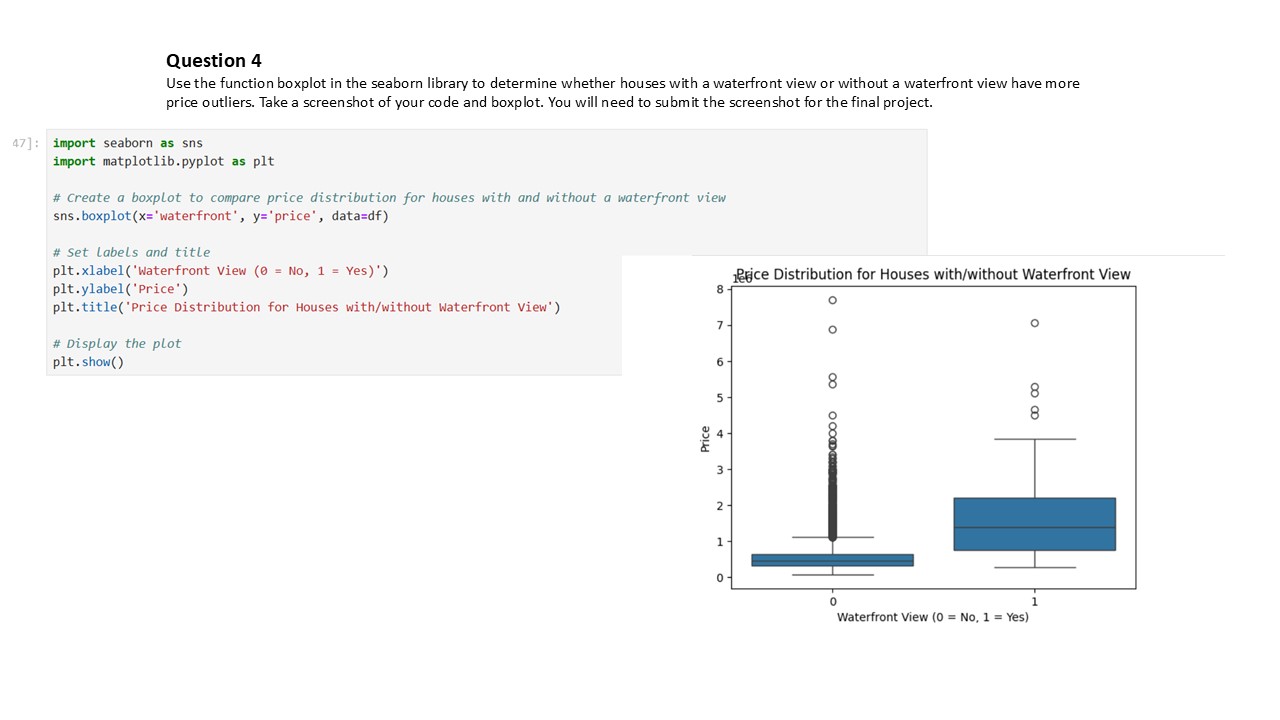 Question 4
Use the function boxplot in the seaborn library to determine whether houses with a waterfront view or without a waterfront view have more
price outliers. Take a screenshot of your code and boxplot. You will need to submit the screenshot for the final project.
47]:
import seaborn as sns
import matplotlib.pyplot as plt
# Create a boxplot to compare price distribution for houses with and without a waterfront view
sns.boxplot(x='waterfront', y='price', data=df)
# Set labels and title
plt.xlabel('Waterfront View (0 = No, 1 = Yes)')
plt.ylabel('Price')
plt.title('Price Distribution for Houses with/without Waterfront View')
# Display the plot
plt.show()
Price Distribution for Houses with/without Waterfront View
1e6
8
7
6
5
4
3
2
1
0
Price
0 1
Waterfront View (0 = No, 1 = Yes)